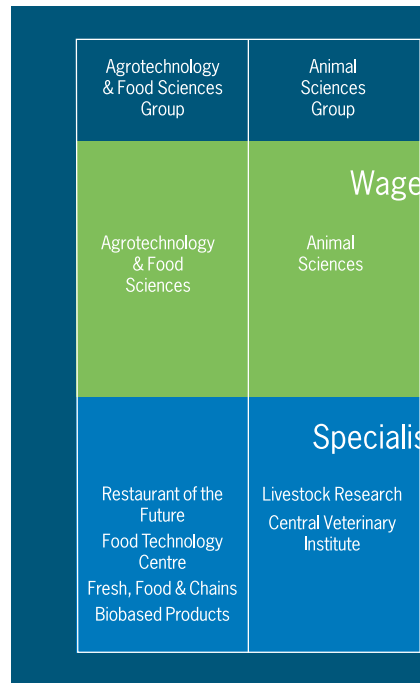 Agrotechnology
& Food Sciences
Group
Animal
Sciences
Group
Wage
Agrotechnology
& Food
Sciences
Animal
Sciences
Specialis
Restaurant of the
Future
Food Technology
Centre
Fresh, Food & Chains
Biobased Products
Livestock Research
Central Veterinary
Institute